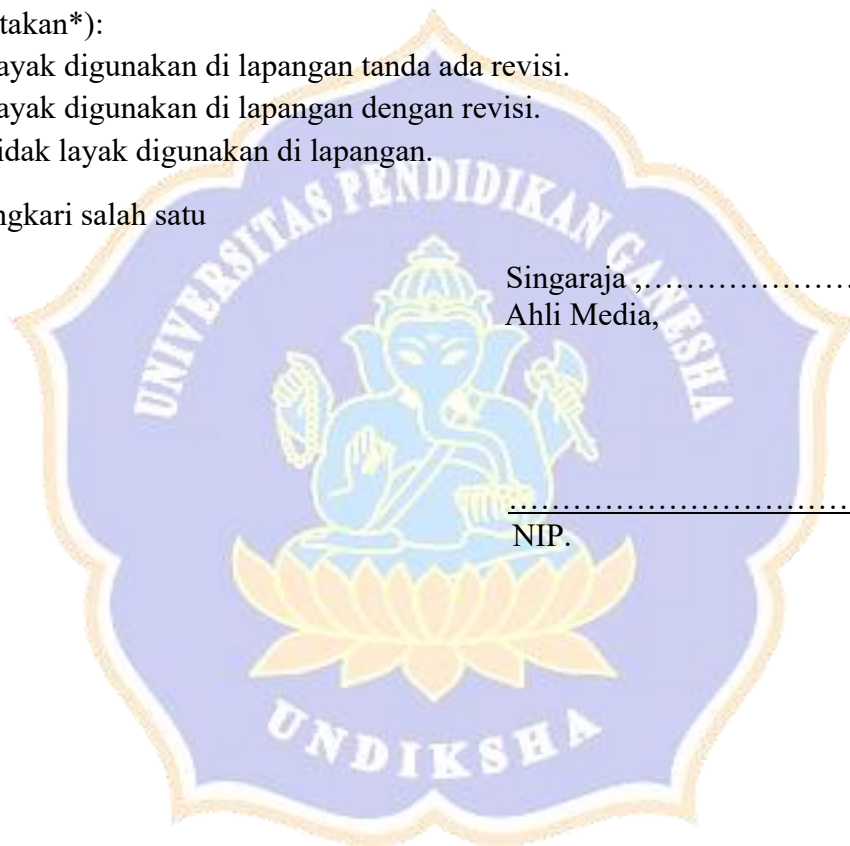 takan*):
ayak digunakan di lapangan tanda ada revisi.
ayak digunakan di lapangan dengan revisi.
idak layak digunakan di lapangan.
ngkari salah satu
Singaraja ,…………………
Ahli Media,
……………………………
NIP.
UNIVERSITAS PENDIDIKAN GANESHA
UNDIKSHA